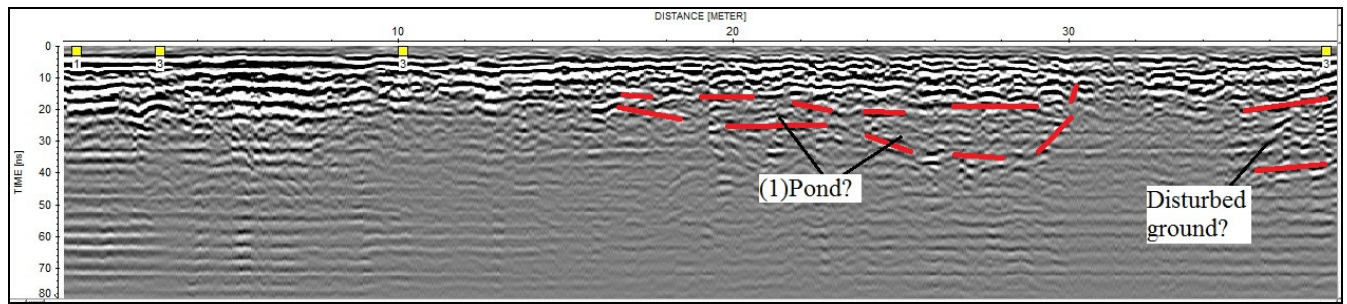 DISTANCE [METER]
10 20 30
1 3 3 3
TIME [ns]
0
10
20
30
40
50
60
70
80
(1)Pond?
Disturbed
ground?